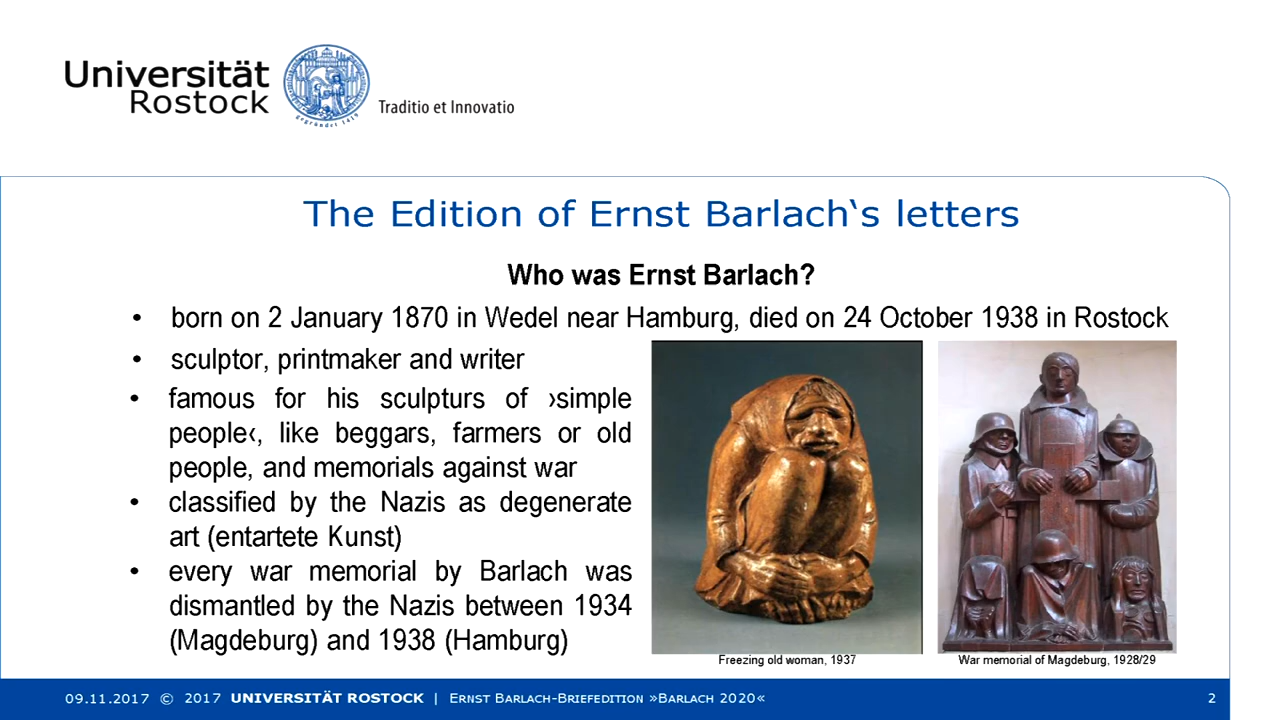 Universität
Rostock
Traditio et Innovatio
gegründet 1419
The Edition of Ernst Barlach‘s letters
Who was Ernst Barlach?
• born on 2 January 1870 in Wedel near Hamburg, died on 24 October 1938 in Rostock
• sculptor, printmaker and writer
• famous for his sculpturs of ›simple
people‹, like beggars, farmers or old
people, and memorials against war
• classified by the Nazis as degenerate
art (entartete Kunst)
• every war memorial by Barlach was
dismantled by the Nazis between 1934
(Magdeburg) and 1938 (Hamburg)
Freezing old woman, 1937
War memorial of Magdeburg, 1928/29
09.11.2017 © 2017 UNIVERSITÄT ROSTOCK | ERNST BARLACH-BRIEFEDITION »BARLACH 2020«
2